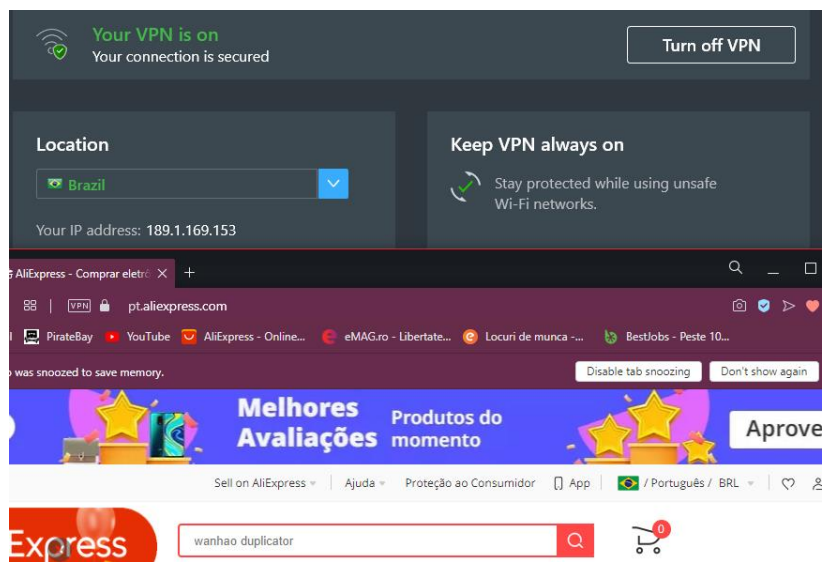 Your VPN is on
Your connection is secured
Turn off VPN
Location
Brazil
Your IP address: 189.1.169.153
Keep VPN always on
Stay protected while using unsafe
Wi-Fi networks.
AliExpress - Comprar eletrô
VPN pt.aliexpress.com
PirateBay YouTube AliExpress - Online... eMAG.ro - Libertate... Locuri de munca -... BestJobs - Peste 10...
was snoozed to save memory. Disable tab snoozing Don't show again
Melhores
Avaliações
Produtos do
momento
Aprove
Sell on AliExpress Ajuda Proteção ao Consumidor App / Português / BRL
Express wanhao duplicator 0